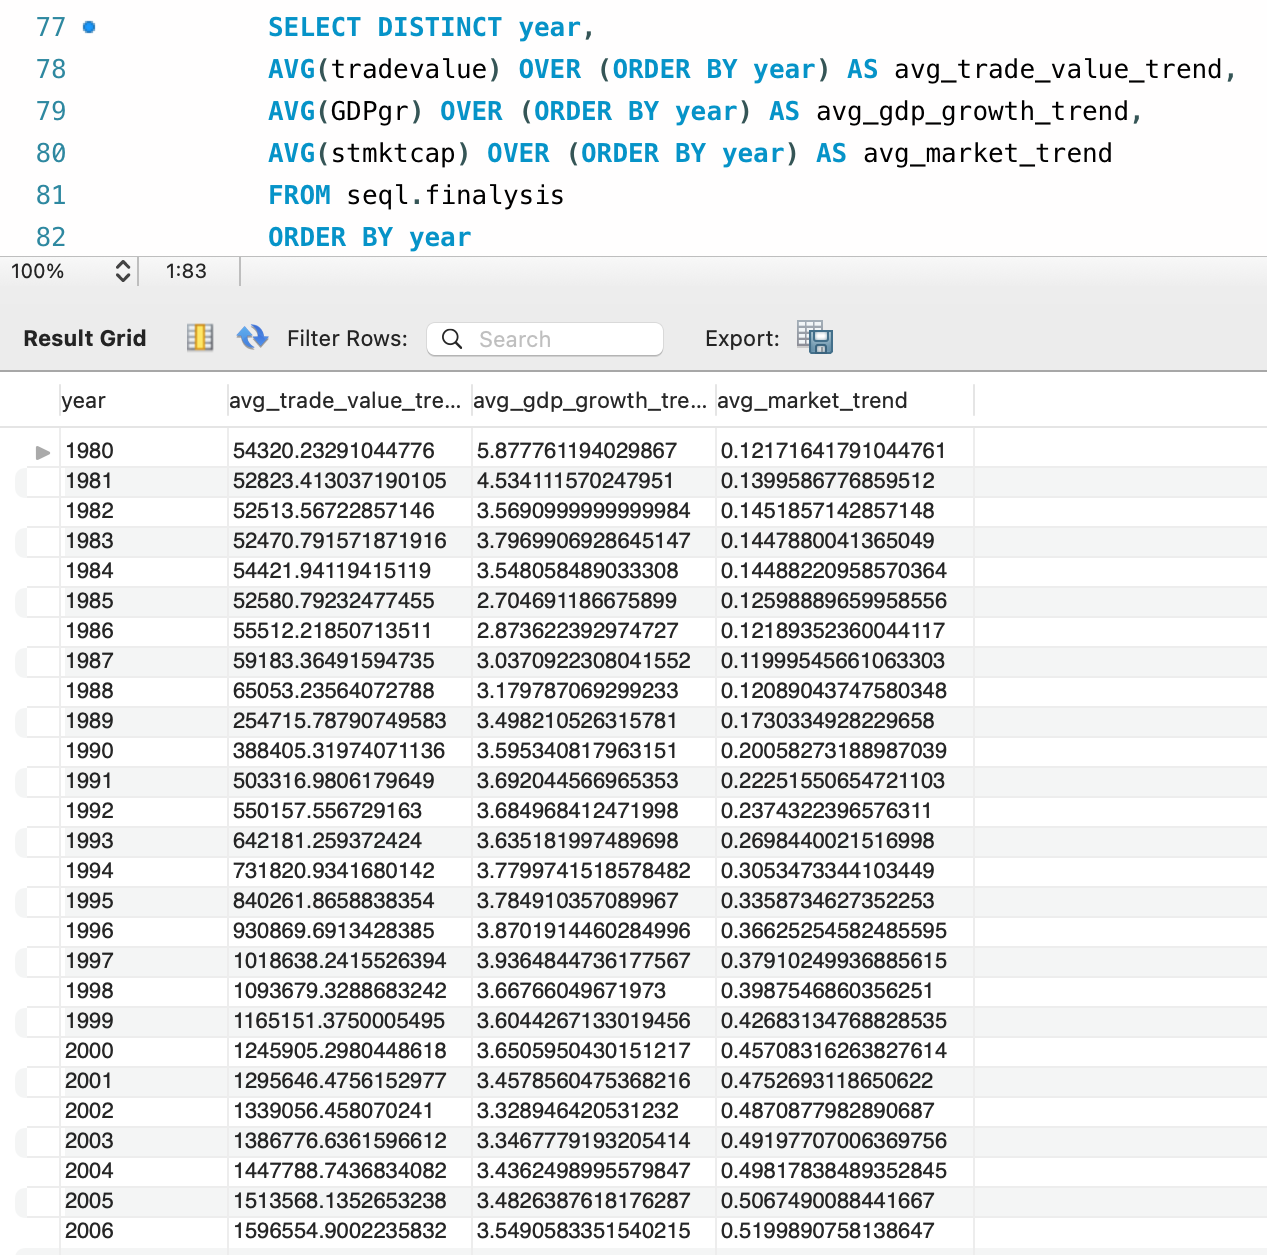 77 SELECT DISTINCT year,
78 AVG(tradevalue) OVER (ORDER BY year) AS avg_trade_value_trend,
79 AVG(GDPgr) OVER (ORDER BY year) AS avg_gdp_growth_trend,
80 AVG(stmktcap) OVER (ORDER BY year) AS avg_market_trend
81 FROM seql.finalysis
82 ORDER BY year
100% 1:83
Result Grid Filter Rows: Search Export:
year avg_trade_value_tre... avg_gdp_growth_tre... avg_market_trend
1980 54320.23291044776 5.877761194029867 0.12171641791044761
1981 52823.413037190105 4.534111570247951 0.1399586776859512
1982 52513.56722857146 3.5690999999999984 0.1451857142857148
1983 52470.791571871916 3.7969906928645147 0.1447880041365049
1984 54421.94119415119 3.548058489033308 0.14488220958570364
1985 52580.79232477455 2.704691186675899 0.12598889659958556
1986 55512.21850713511 2.873622392974727 0.12189352360044117
1987 59183.36491594735 3.0370922308041552 0.11999545661063303
1988 65053.23564072788 3.179787069299233 0.12089043747580348
1989 254715.78790749583 3.498210526315781 0.1730334928229658
1990 388405.31974071136 3.595340817963151 0.20058273188987039
1991 503316.9806179649 3.692044566965353 0.22251550654721103
1992 550157.556729163 3.684968412471998 0.2374322396576311
1993 642181.259372424 3.635181997489698 0.2698440021516998
1994 731820.9341680142 3.7799741518578482 0.3053473344103449
1995 840261.8658838354 3.784910357089967 0.3358734627352253
1996 930869.6913428385 3.8701914460284996 0.36625254582485595
1997 1018638.2415526394 3.9364844736177567 0.37910249936885615
1998 1093679.3288683242 3.66766049671973 0.3987546860356251
1999 1165151.3750005495 3.6044267133019456 0.42683134768828535
2000 1245905.2980448618 3.6505950430151217 0.45708316263827614
2001 1295646.4756152977 3.4578560475368216 0.4752693118650622
2002 1339056.458070241 3.328946420531232 0.4870877982890687
2003 1386776.6361596612 3.3467779193205414 0.49197707006369756
2004 1447788.7436834082 3.4362498995579847 0.49817838489352845
2005 1513568.1352653238 3.4826387618176287 0.5067490088441667
2006 1596554.9002235832 3.5490583351540215 0.5199890758138647